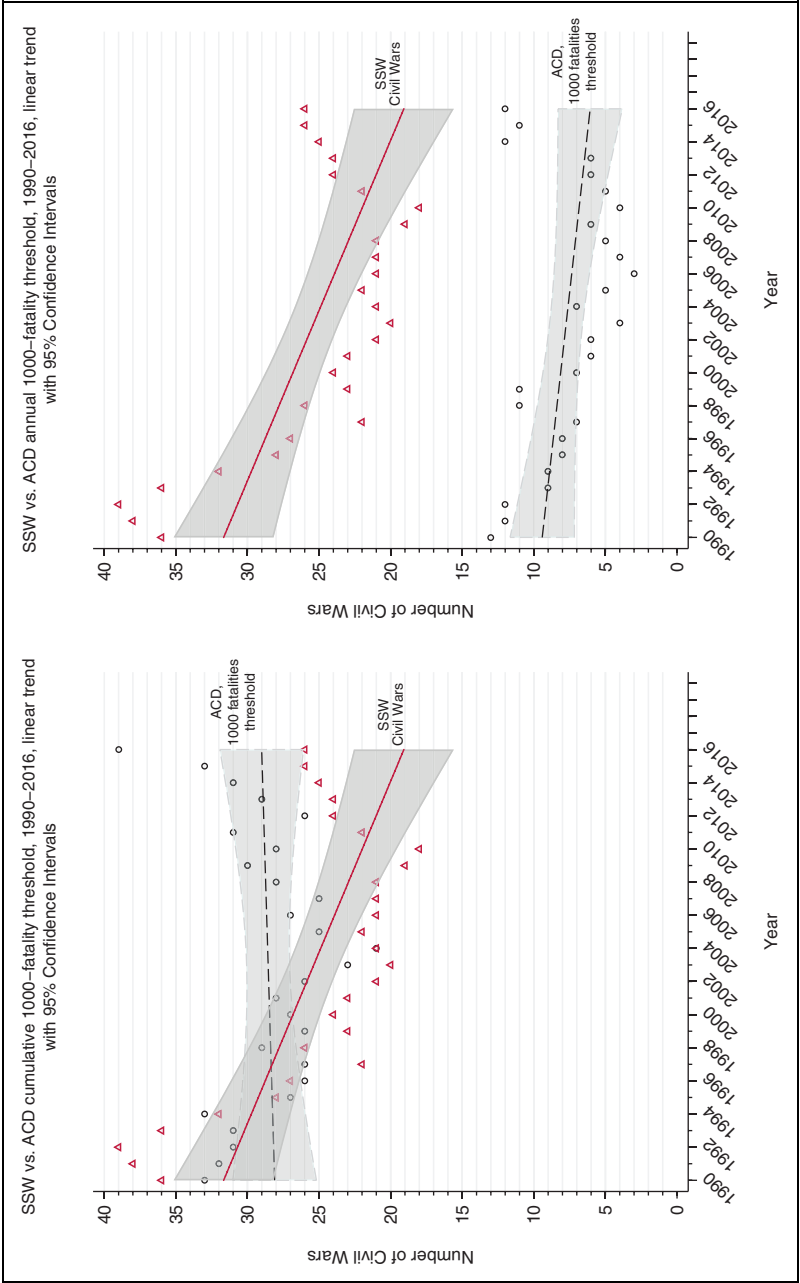 SSW vs. ACD cumulative 1000–fatality threshold, 1990–2016, linear trend
with 95% Confidence Intervals
40
35
30
25
20
15
10
5
0
Number of Civil Wars
ACD,
1000 fatalities
threshold
SSW
Civil Wars
1990
1992
1994
1996
1998
2000
2002
2004
2006
2008
2010
2012
2014
2016
Year
SSW vs. ACD annual 1000–fatality threshold, 1990–2016, linear trend
with 95% Confidence Intervals
40
35
30
25
20
15
10
5
0
Number of Civil Wars
SSW
Civil Wars
ACD,
1000 fatalities
threshold
1990
1992
1994
1996
1998
2000
2002
2004
2006
2008
2010
2012
2014
2016
Year